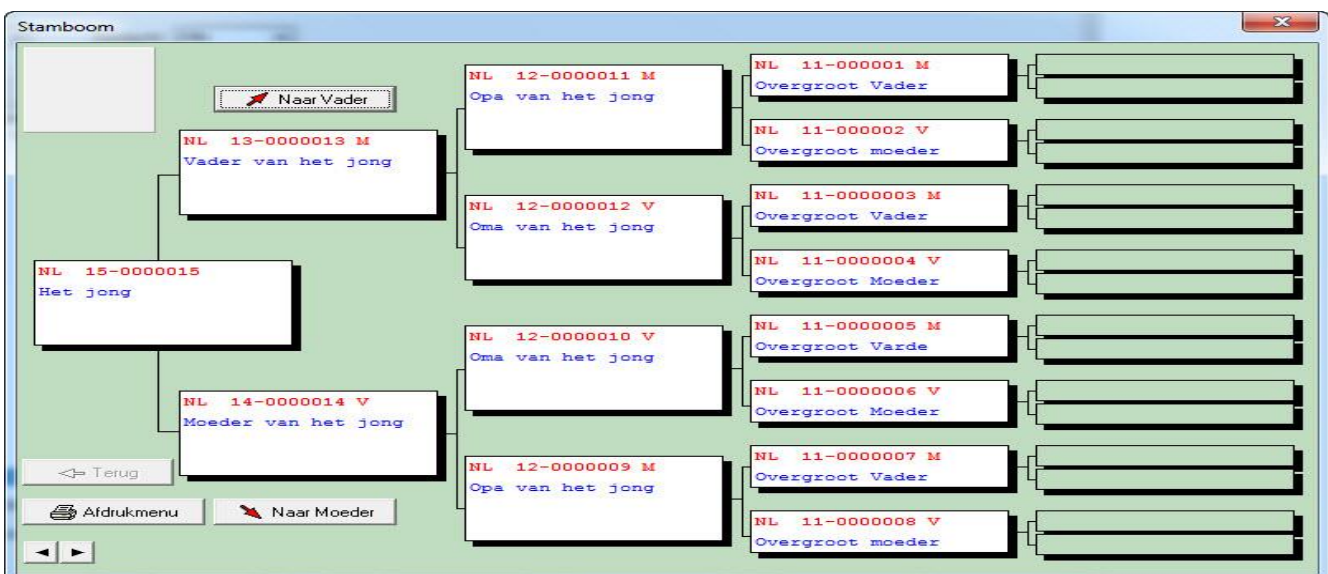 Stamboom
Naar Vader
NL 15-0000015
Het jong
NL 13-0000013 M
Vader van het jong
NL 14-0000014 V
Moeder van het jong
NL 12-0000011 M
Opa van het jong
NL 12-0000012 V
Oma van het jong
NL 12-0000010 V
Oma van het jong
NL 12-0000009 M
Opa van het jong
NL 11-000001 M
Overgroot Vader
NL 11-000002 V
Overgroot moeder
NL 11-0000003 M
Overgroot Vader
NL 11-0000004 V
Overgroot Moeder
NL 11-0000005 M
Overgroot Varde
NL 11-0000006 V
Overgroot Moeder
NL 11-0000007 M
Overgroot Vader
NL 11-0000008 V
Overgroot moeder
Terug
Afdrukmenu
Naar Moeder